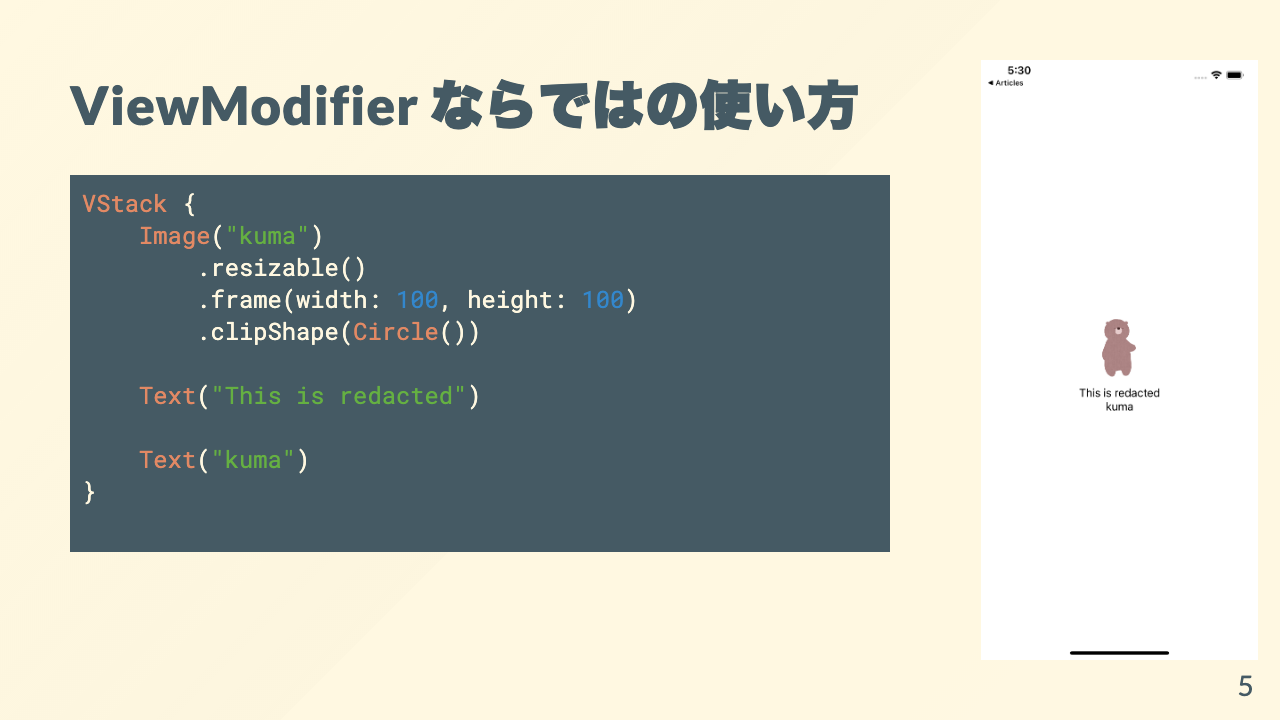 ViewModifier ならではの使い方
VStack {
    Image("kuma")
        .resizable()
        .frame(width: 100, height: 100)
        .clipShape(Circle())

    Text("This is redacted")

    Text("kuma")
}
5:30
◀ Articles
This is redacted
kuma
5